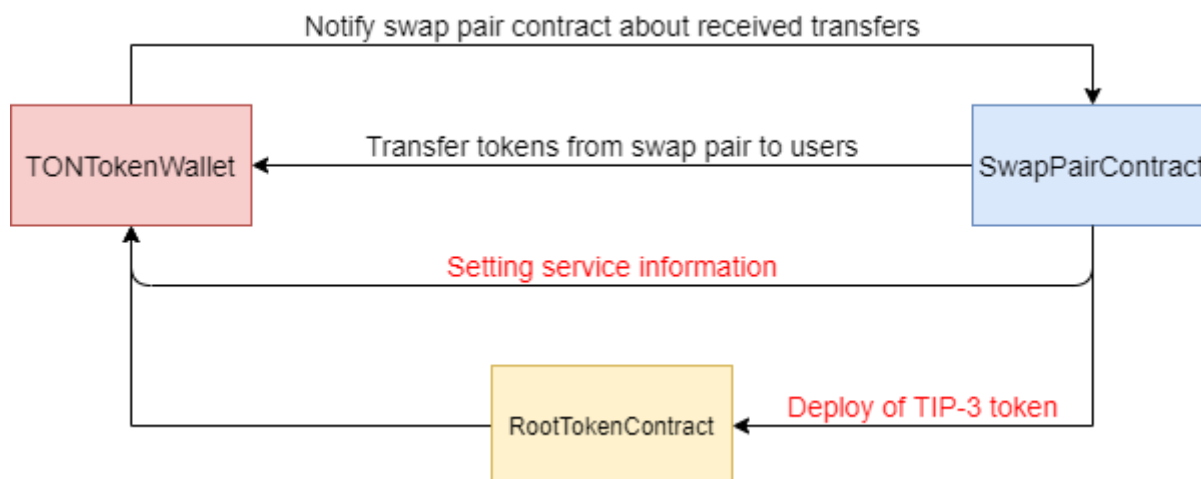 Notify swap pair contract about received transfers
TONTokenWallet
Transfer tokens from swap pair to users
SwapPairContract
Setting service information
RootTokenContract
Deploy of TIP-3 token